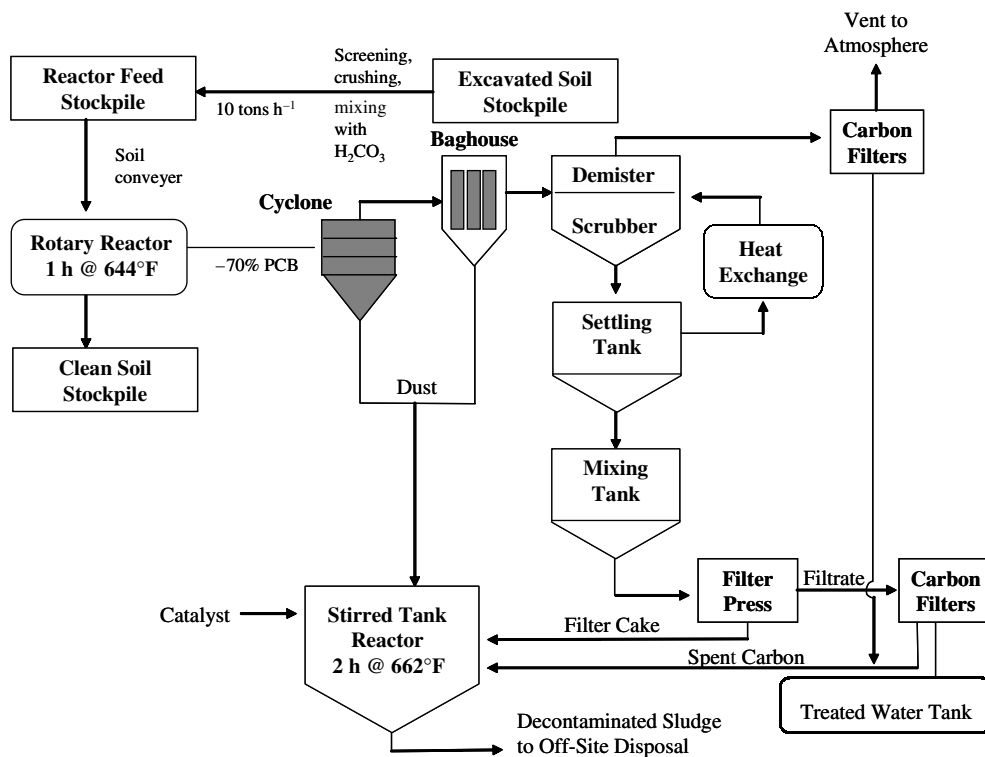 Vent to
Atmosphere
Reactor Feed
Stockpile
Screening,
crushing,
10 tons h⁻¹
mixing
with
H₂CO₃
Excavated Soil
Stockpile
Carbon
Filters
Soil
conveyer
Baghouse
Cyclone
Demister
Scrubber
Rotary Reactor
1 h @ 644°F
–70% PCB
Heat
Exchange
Settling
Tank
Clean Soil
Stockpile
Dust
Mixing
Tank
Filter
Press
Filtrate
Carbon
Filters
Catalyst
Stirred Tank
Reactor
2 h @ 662°F
Filter Cake
Spent Carbon
Treated Water Tank
Decontaminated Sludge
to Off-Site Disposal